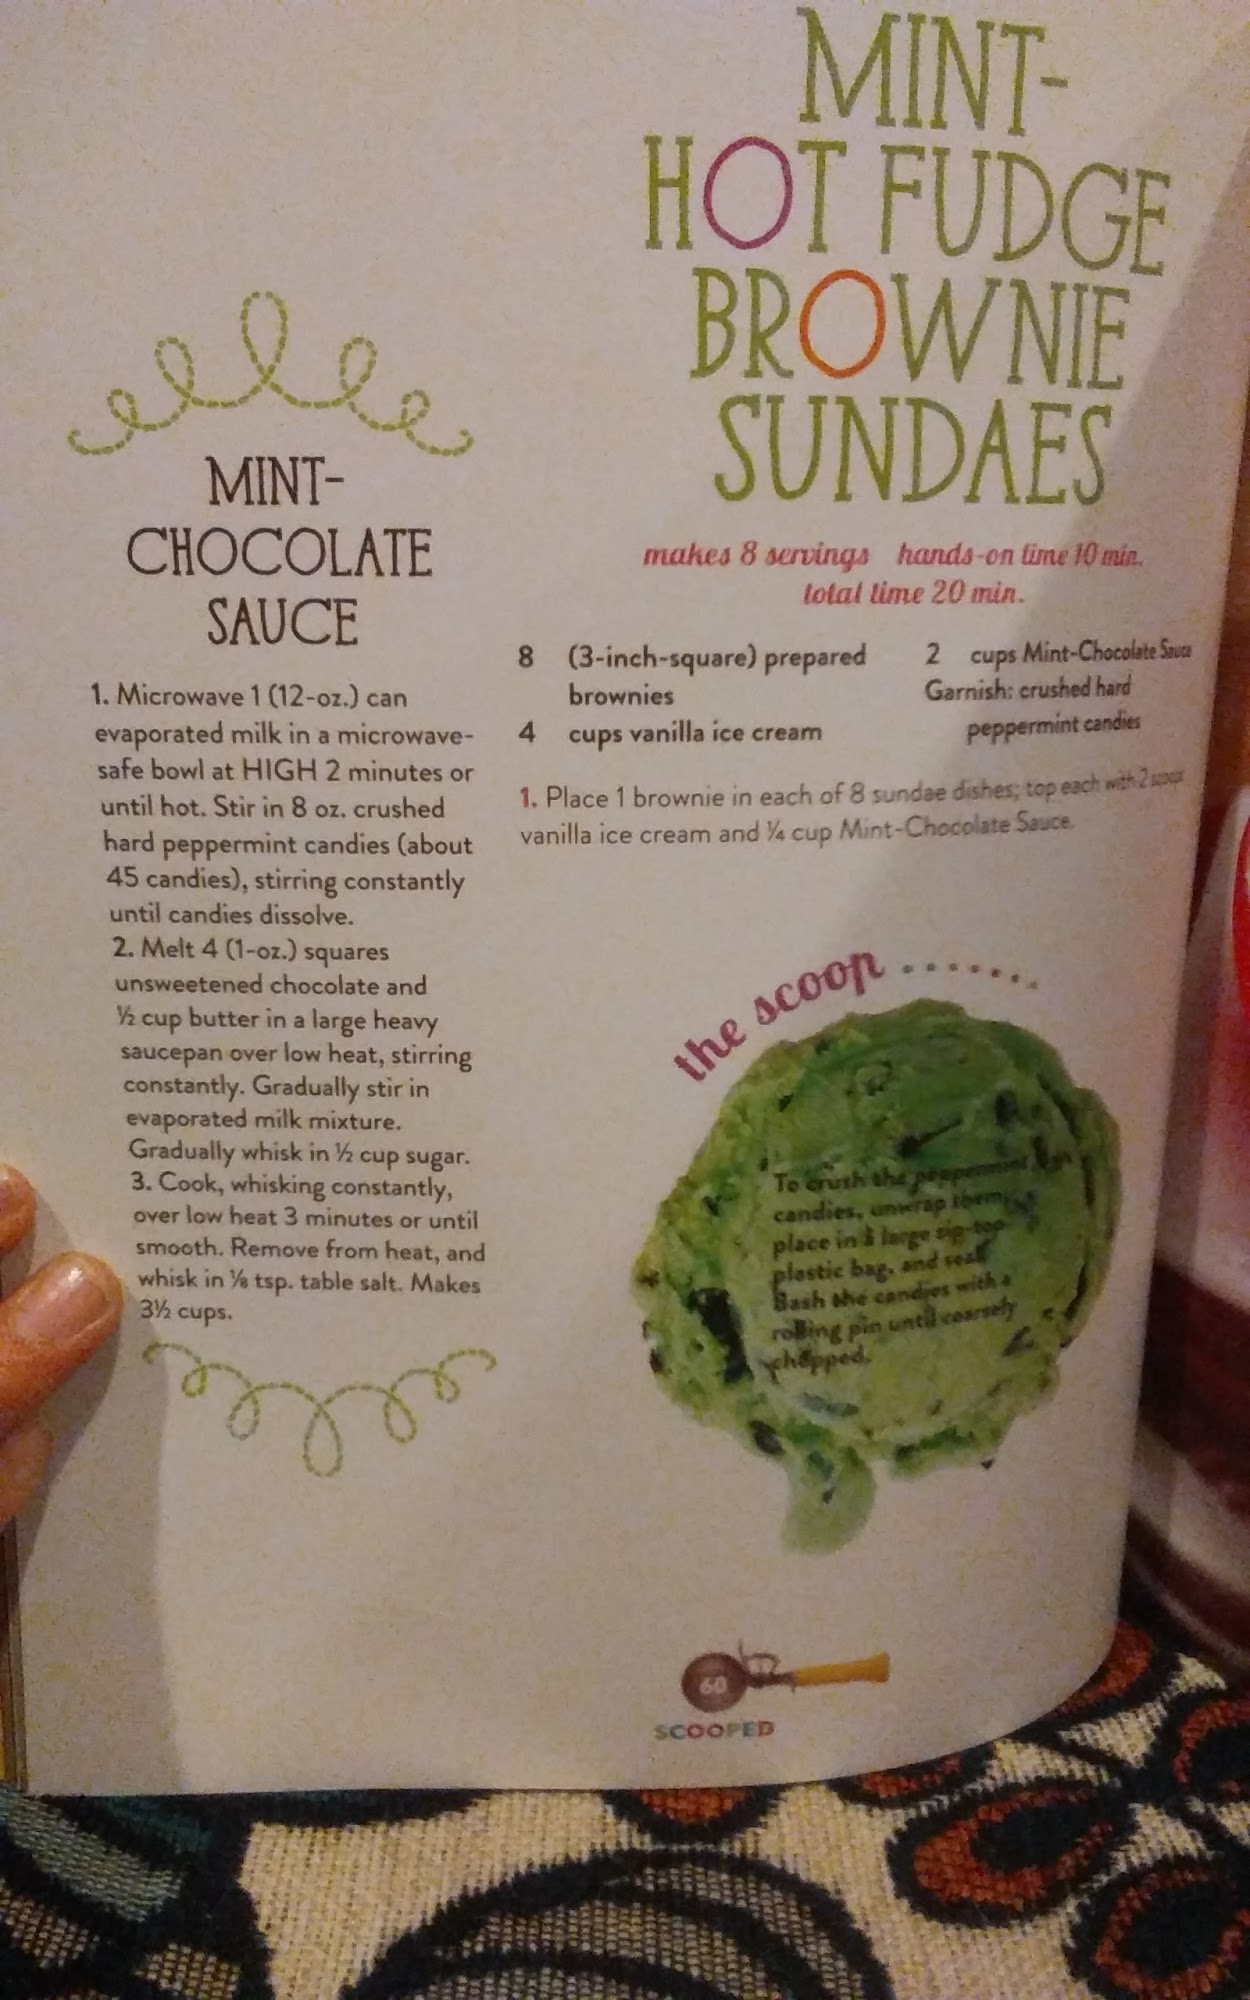 MINT-
HOT FUDGE
BROWNIE
SUNDAES
makes 8 servings hands-on time 10 min.
total time 20 min.
8 (3-inch-square) prepared
brownies
4 cups vanilla ice cream
2 cups Mint-Chocolate Sauce
Garnish: crushed hard
peppermint candies
1. Place 1 brownie in each of 8 sundae dishes; top each with 2 scoops
vanilla ice cream and ¼ cup Mint-Chocolate Sauce.
MINT-
CHOCOLATE
SAUCE
1. Microwave 1 (12-oz.) can
evaporated milk in a microwave-
safe bowl at HIGH 2 minutes or
until hot. Stir in 8 oz. crushed
hard peppermint candies (about
45 candies), stirring constantly
until candies dissolve.
2. Melt 4 (1-oz.) squares
unsweetened chocolate and
½ cup butter in a large heavy
saucepan over low heat, stirring
constantly. Gradually stir in
evaporated milk mixture.
Gradually whisk in ½ cup sugar.
3. Cook, whisking constantly,
over low heat 3 minutes or until
smooth. Remove from heat, and
whisk in ⅛ tsp. table salt. Makes
3½ cups.
the scoop
To crush the peppermint
candies, unwrap them,
place in a large zip-top
plastic bag, and seal.
Bash the candies with a
rolling pin until coarsely
chopped.
60
SCOOPED